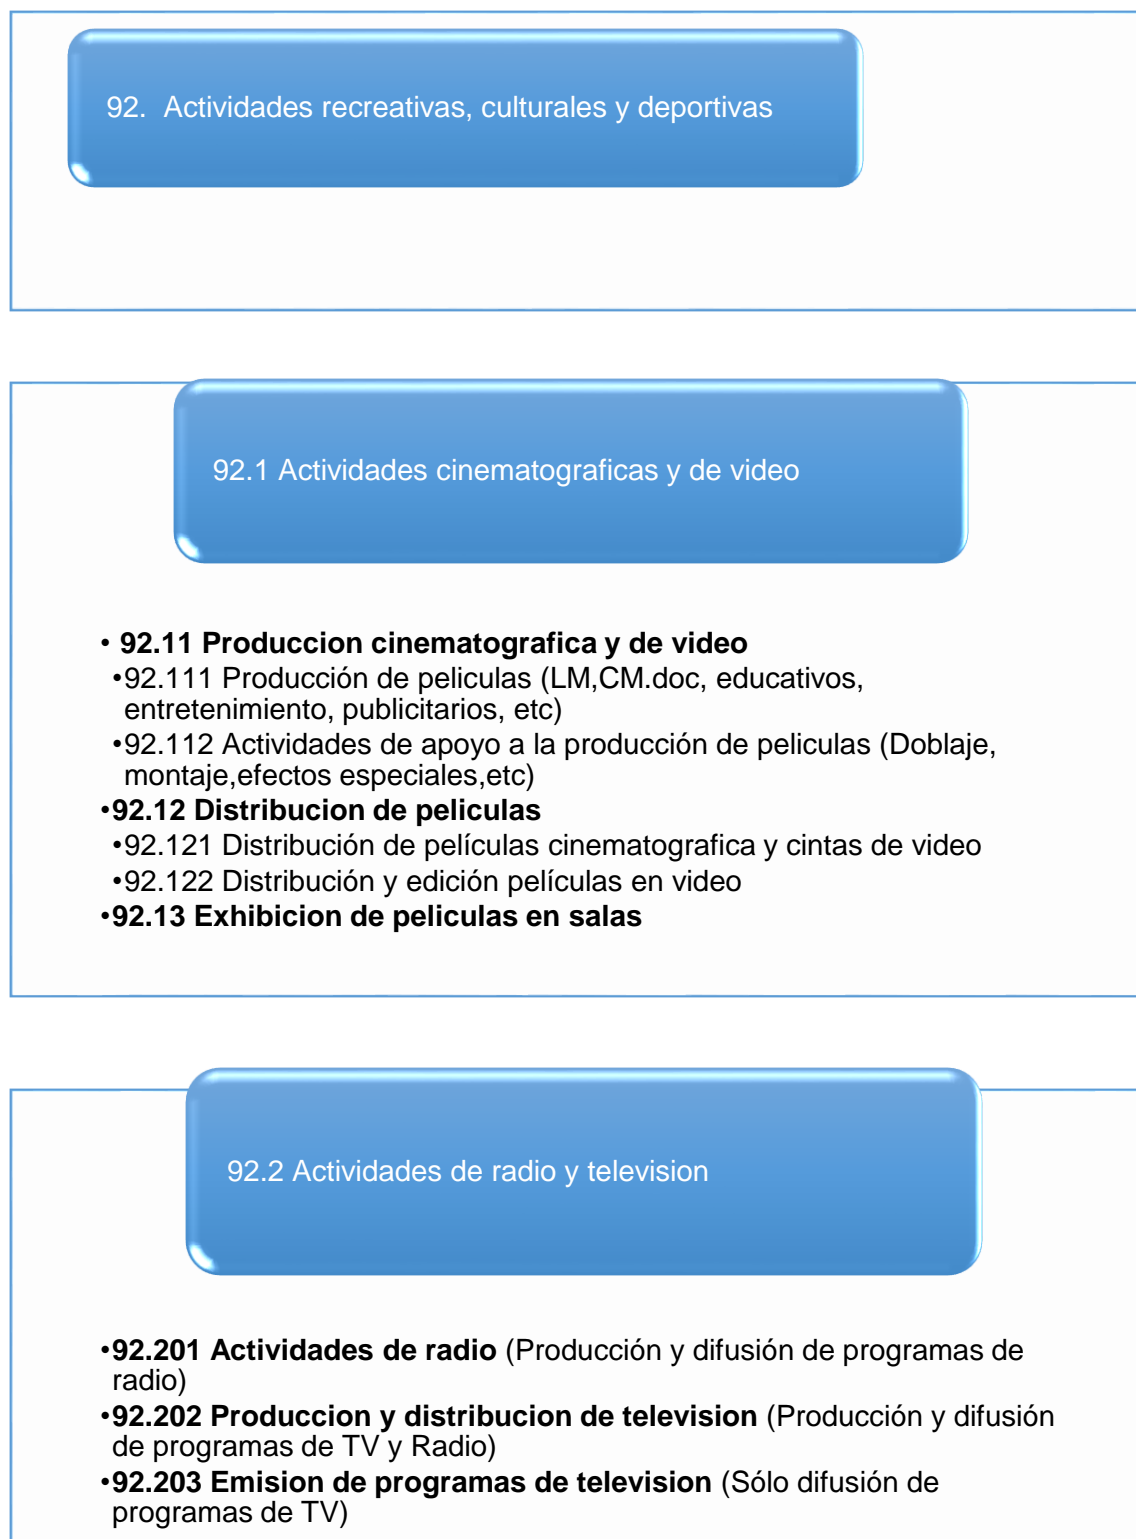 92.  Actividades recreativas, culturales y deportivas
92.1 Actividades cinematograficas y de video
• 92.11 Produccion cinematografica y de video
•92.111 Producción de peliculas (LM,CM.doc, educativos,
entretenimiento, publicitarios, etc)
•92.112 Actividades de apoyo a la producción de peliculas (Doblaje,
montaje,efectos especiales,etc)
•92.12 Distribucion de peliculas
•92.121 Distribución de películas cinematografica y cintas de video
•92.122 Distribución y edición películas en video
•92.13 Exhibicion de peliculas en salas
92.2 Actividades de radio y television
•92.201 Actividades de radio (Producción y difusión de programas de
radio)
•92.202 Produccion y distribucion de television (Producción y difusión
de programas de TV y Radio)
•92.203 Emision de programas de television (Sólo difusión de
programas de TV)